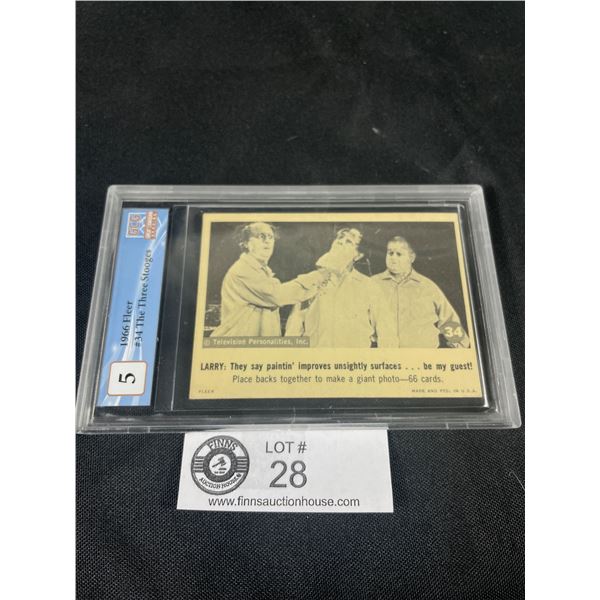 GCG
1966 Fleer
#34 The Three Stooges
5
© Television Personalities, Inc.
34
LARRY: They say paintin' improves unsightly surfaces . . . be my guest!
Place backs together to make a giant photo—66 cards.
FLEER
MADE AND PTD. IN U.S.A.
FINNS
AUCTION HOUSE
LOT #
28
www.finnsauctionhouse.com